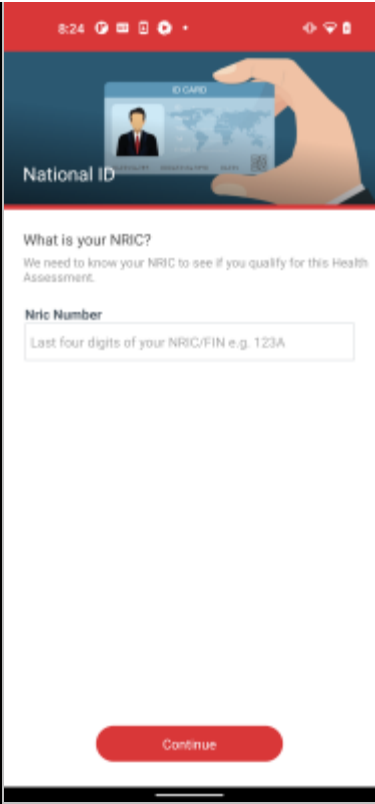 8:24
ID CARD
National ID
What is your NRIC?
We need to know your NRIC to see if you qualify for this Health
Assessment.
Nric Number
Last four digits of your NRIC/FIN e.g. 123A
Continue